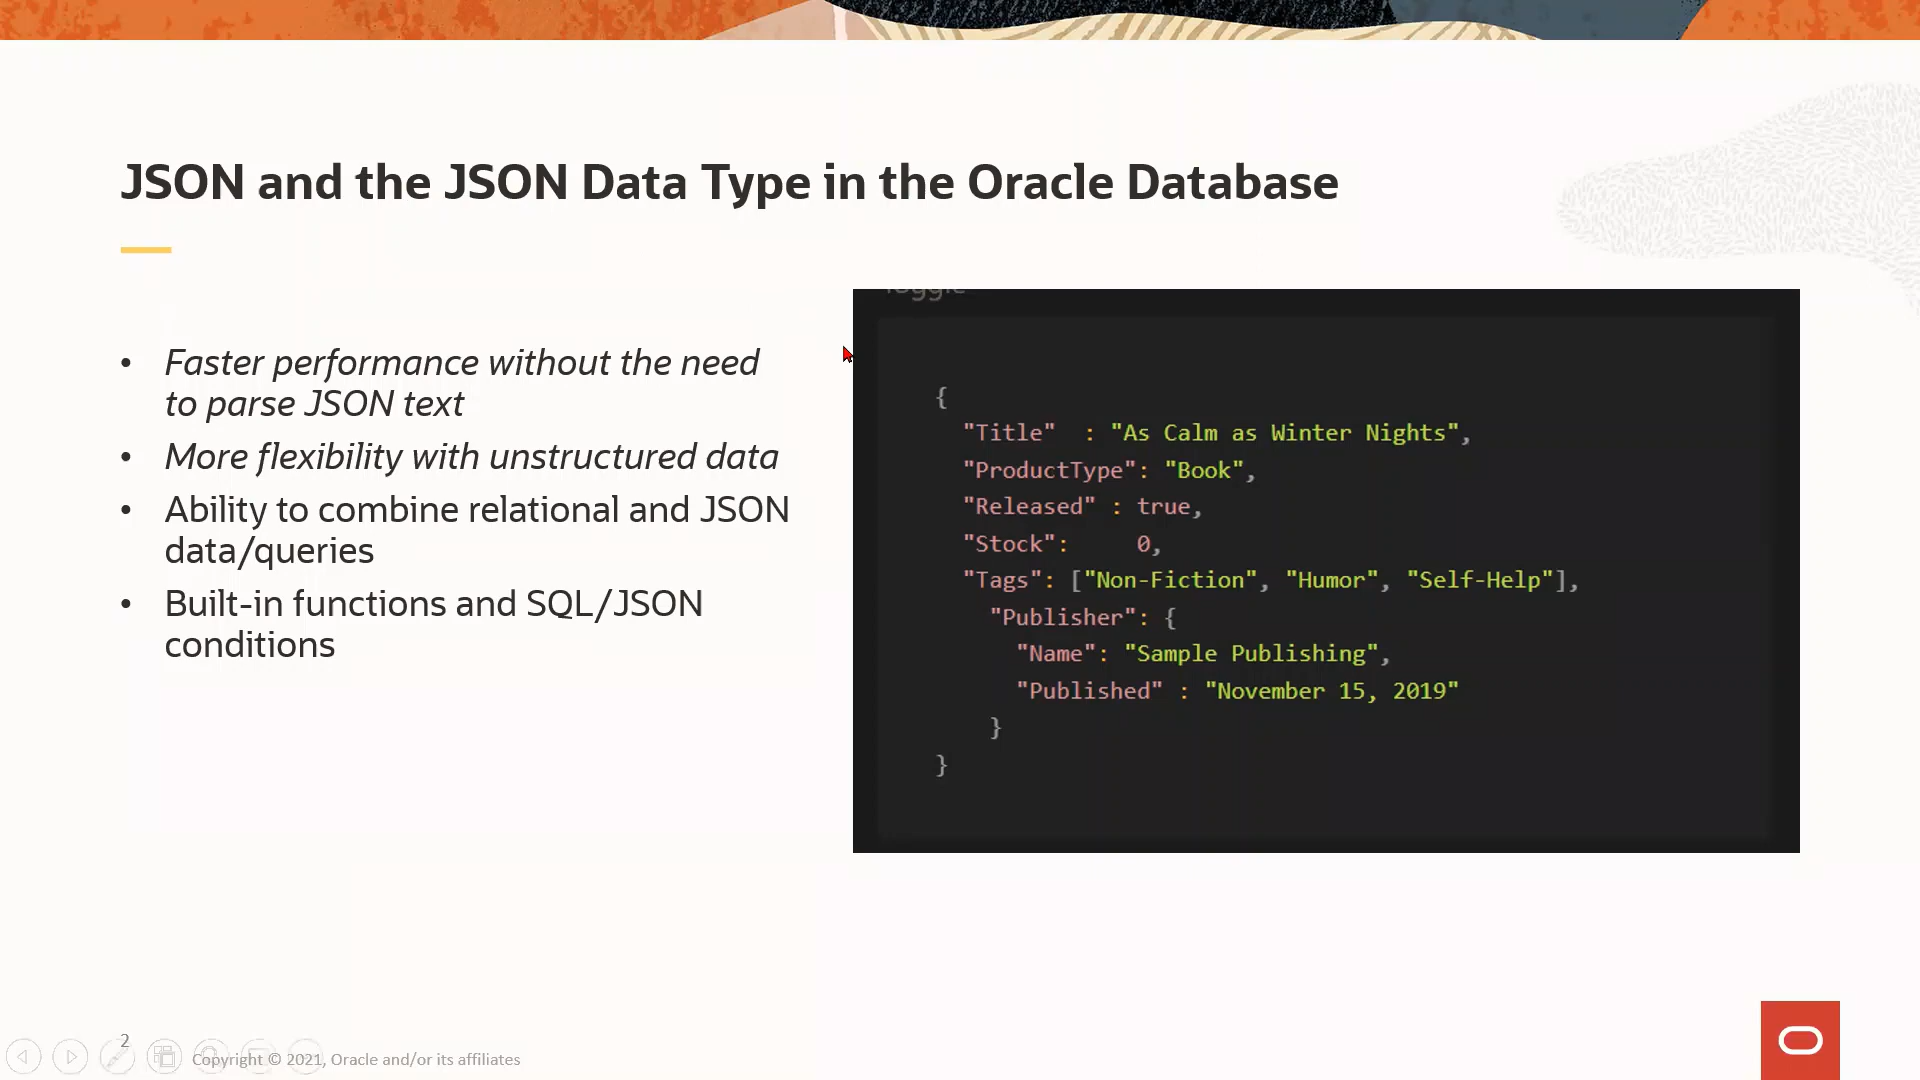 JSON and the JSON Data Type in the Oracle Database
• Faster performance without the need
to parse JSON text
• More flexibility with unstructured data
• Ability to combine relational and JSON
data/queries
• Built-in functions and SQL/JSON
conditions
{
"Title"  : "As Calm as Winter Nights",
"ProductType": "Book",
"Released" : true,
"Stock":     0,
"Tags": ["Non-Fiction", "Humor", "Self-Help"],
"Publisher": {
"Name": "Sample Publishing",
"Published" : "November 15, 2019"
}
}
2
Copyright © 2021, Oracle and/or its affiliates